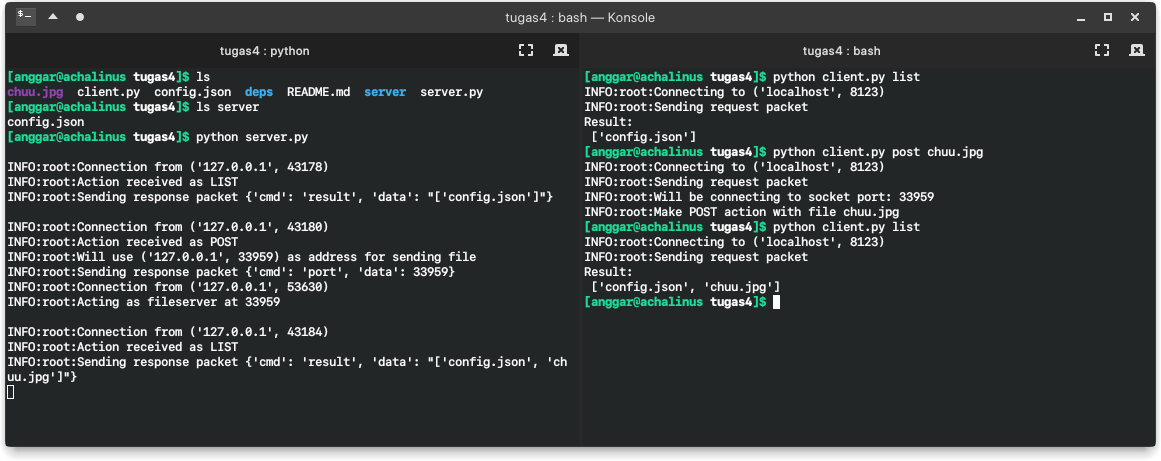 tugas4 : bash — Konsole
tugas4 : python
[anggar@achalinus tugas4]$ ls
chuu.jpg client.py config.json deps README.md server server.py
[anggar@achalinus tugas4]$ ls server
config.json
[anggar@achalinus tugas4]$ python server.py
INFO:root:Connection from ('127.0.0.1', 43178)
INFO:root:Action received as LIST
INFO:root:Sending response packet {'cmd': 'result', 'data': "['config.json']"}
INFO:root:Connection from ('127.0.0.1', 43180)
INFO:root:Action received as POST
INFO:root:Will use ('127.0.0.1', 33959) as address for sending file
INFO:root:Sending response packet {'cmd': 'port', 'data': 33959}
INFO:root:Connection from ('127.0.0.1', 53630)
INFO:root:Acting as fileserver at 33959
INFO:root:Connection from ('127.0.0.1', 43184)
INFO:root:Action received as LIST
INFO:root:Sending response packet {'cmd': 'result', 'data': "['config.json', 'ch
uu.jpg']"}
tugas4 : bash
[anggar@achalinus tugas4]$ python client.py list
INFO:root:Connecting to ('localhost', 8123)
INFO:root:Sending request packet
Result:
['config.json']
[anggar@achalinus tugas4]$ python client.py post chuu.jpg
INFO:root:Connecting to ('localhost', 8123)
INFO:root:Sending request packet
INFO:root:Will be connecting to socket port: 33959
INFO:root:Make POST action with file chuu.jpg
[anggar@achalinus tugas4]$ python client.py list
INFO:root:Connecting to ('localhost', 8123)
INFO:root:Sending request packet
Result:
['config.json', 'chuu.jpg']
[anggar@achalinus tugas4]$